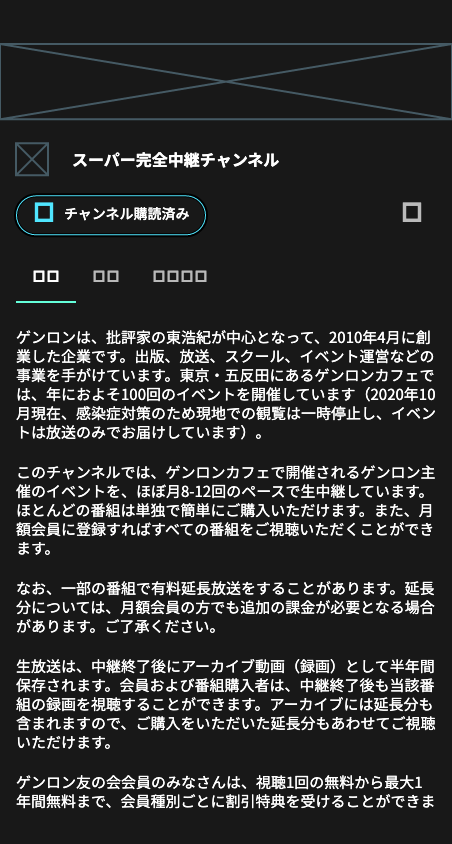 スーパー完全中継チャンネル
チャンネル購読済み
ゲンロンは、批評家の東浩紀が中心となって、2010年4月に創
業した企業です。出版、放送、スクール、イベント運営などの
事業を手がけています。東京・五反田にあるゲンロンカフェで
は、年におよそ100回のイベントを開催しています（2020年10
月現在、感染症対策のため現地での観覧は一時停止し、イベン
トは放送のみでお届けしています）。
このチャンネルでは、ゲンロンカフェで開催されるゲンロン主
催のイベントを、ほぼ月8-12回のペースで生中継しています。
ほとんどの番組は単独で簡単にご購入いただけます。また、月
額会員に登録すればすべての番組をご視聴いただくことができ
ます。
なお、一部の番組で有料延長放送をすることがあります。延長
分については、月額会員の方でも追加の課金が必要となる場合
があります。ご了承ください。
生放送は、中継終了後にアーカイブ動画（録画）として半年間
保存されます。会員および番組購入者は、中継終了後も当該番
組の録画を視聴することができます。アーカイブには延長分も
含まれますので、ご購入をいただいた延長分もあわせてご視聴
いただけます。
ゲンロン友の会会員のみなさんは、視聴1回の無料から最大1
年間無料まで、会員種別ごとに割引特典を受けることができま